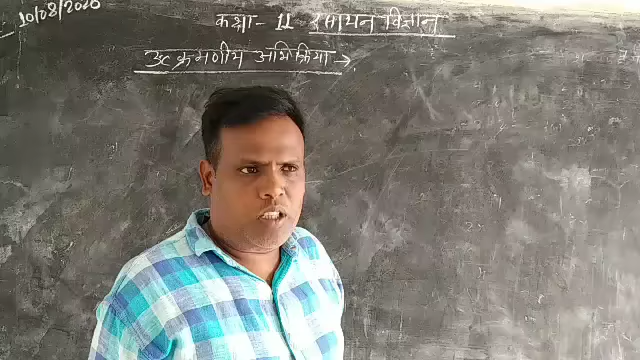 10/08/2020
कक्षा - 11 रसायन विज्ञान
उत्क्रमणीय अभिक्रिया →